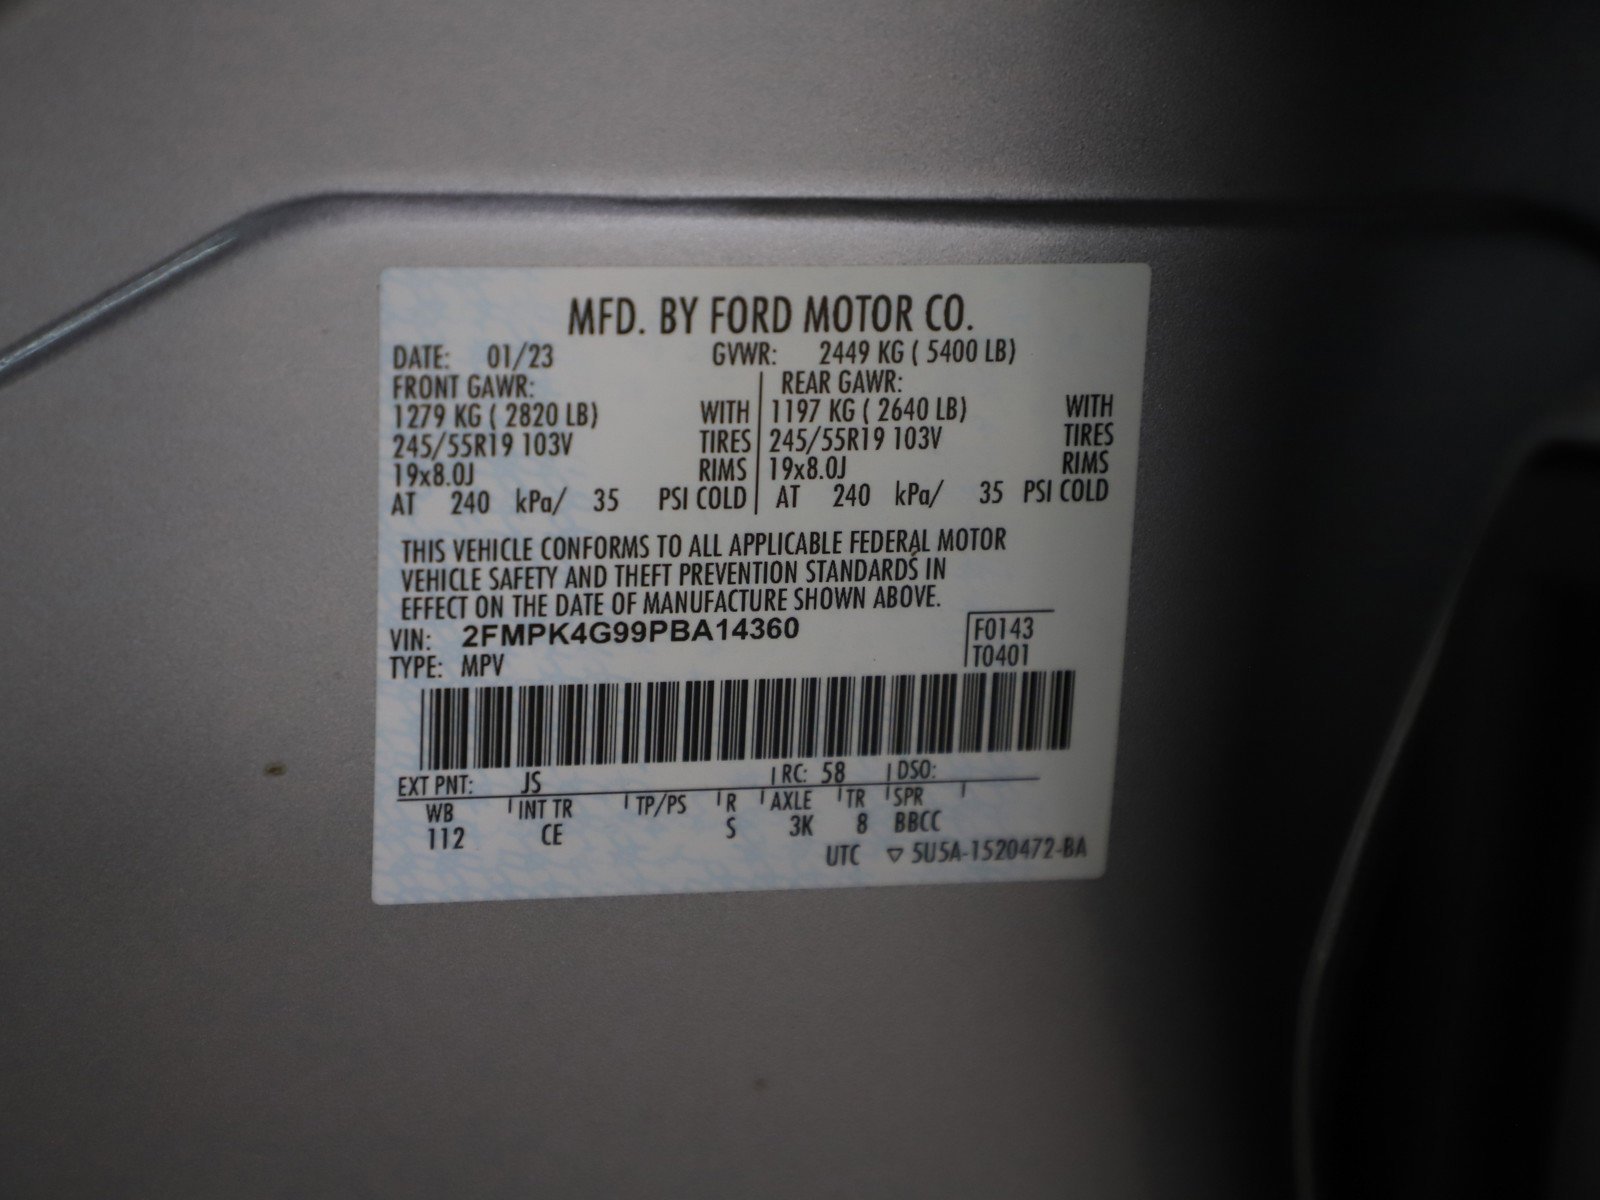 MFD. BY FORD MOTOR CO.
DATE: 01/23 GVWR: 2449 KG ( 5400 LB)
FRONT GAWR: REAR GAWR:
1279 KG ( 2820 LB) WITH 1197 KG ( 2640 LB) WITH
245/55R19 103V TIRES 245/55R19 103V TIRES
19x8.0J RIMS 19x8.0J RIMS
AT 240 kPa/ 35 PSI COLD AT 240 kPa/ 35 PSI COLD
THIS VEHICLE CONFORMS TO ALL APPLICABLE FEDERAL MOTOR
VEHICLE SAFETY AND THEFT PREVENTION STANDARDS IN
EFFECT ON THE DATE OF MANUFACTURE SHOWN ABOVE.
VIN: 2FMPK4G99PBA14360 F0143
TYPE: MPV T0401
EXT PNT: JS RC: 58 DSO:
WB INT TR TP/PS R AXLE TR SPR
112 CE S 3K 8 BBCC
UTC ▽ 5U5A-1520472-BA